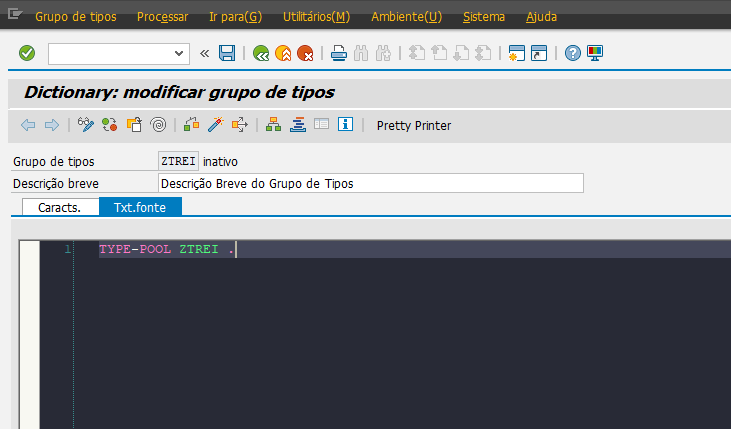 Grupo de tipos Processar Ir para(G) Utilitários(M) Ambiente(U) Sistema Ajuda
Dictionary: modificar grupo de tipos
Pretty Printer
Grupo de tipos ZTREI inativo
Descrição breve Descrição Breve do Grupo de Tipos
Caracts. Txt.fonte
1 TYPE-POOL ZTREI .